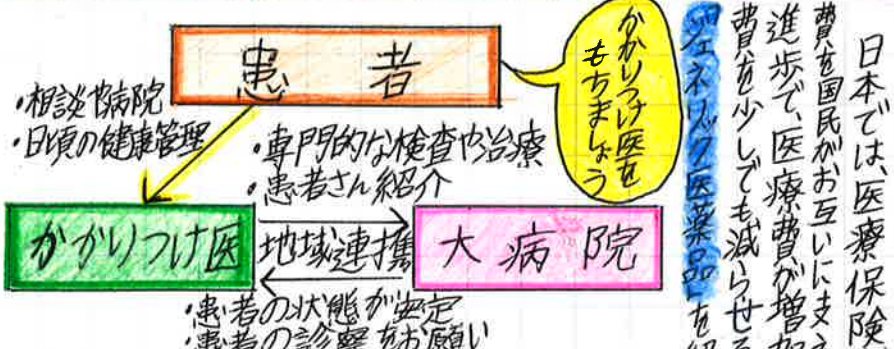 日本では、医療保険
費を国民がお互いに支え
進歩で、医療費が増加
費を少しでも減らせる
ジェネリック医薬品を紹
かかりつけ医を
もちましょう
患者
・相談や病院
・日頃の健康管理
・専門的な検査や治療
・患者さん紹介
かかりつけ医
地域連携
大病院
・患者の状態が安定
・患者の診察をお願い